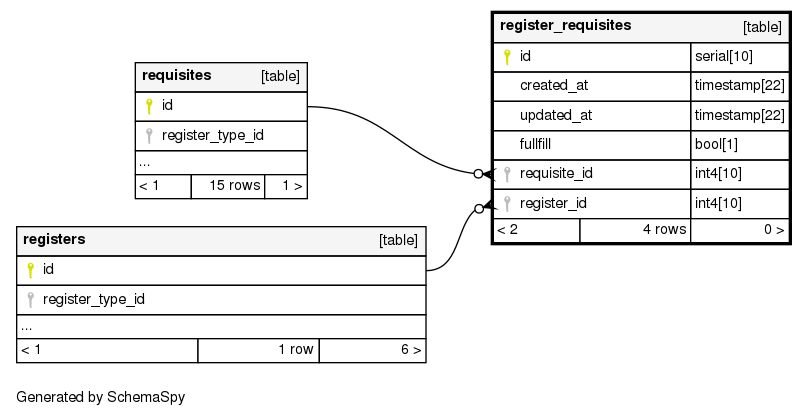 register_requisites [table]
id serial[10]
created_at timestamp[22]
updated_at timestamp[22]
fullfill bool[1]
requisite_id int4[10]
register_id int4[10]
< 2 4 rows 0 >
requisites [table]
id
register_type_id
...
< 1 15 rows 1 >
registers [table]
id
register_type_id
...
< 1 1 row 6 >
Generated by SchemaSpy